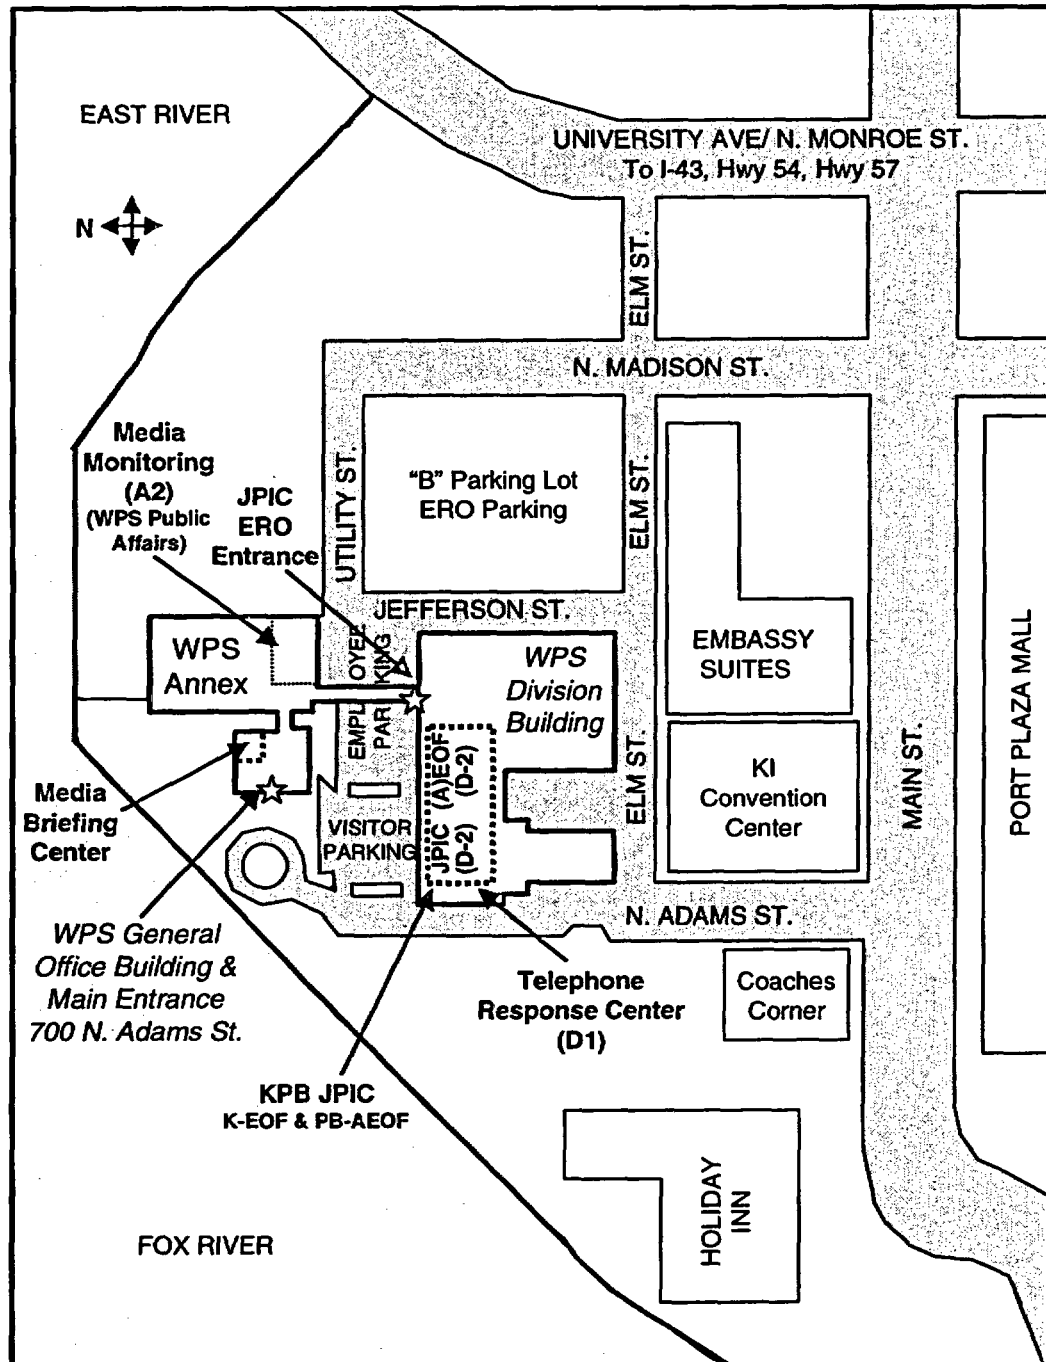 EAST RIVER
UNIVERSITY AVE/ N. MONROE ST.
To I-43, Hwy 54, Hwy 57
N
ELM ST.
N. MADISON ST.
Media
Monitoring
(A2)
(WPS Public
Affairs)
JPIC
ERO
Entrance
UTILITY ST.
"B" Parking Lot
ERO Parking
ELM ST.
JEFFERSON ST.
WPS
Annex
EMPLOYEE
PARKING
WPS
Division
Building
EMBASSY
SUITES
PORT PLAZA MALL
MAIN ST.
(A)EOF
(D-2)
JPIC
(D-2)
ELM ST.
KI
Convention
Center
Media
Briefing
Center
VISITOR
PARKING
N. ADAMS ST.
WPS General
Office Building &
Main Entrance
700 N. Adams St.
Telephone
Response Center
(D1)
Coaches
Corner
KPB JPIC
K-EOF & PB-AEOF
HOLIDAY
INN
FOX RIVER